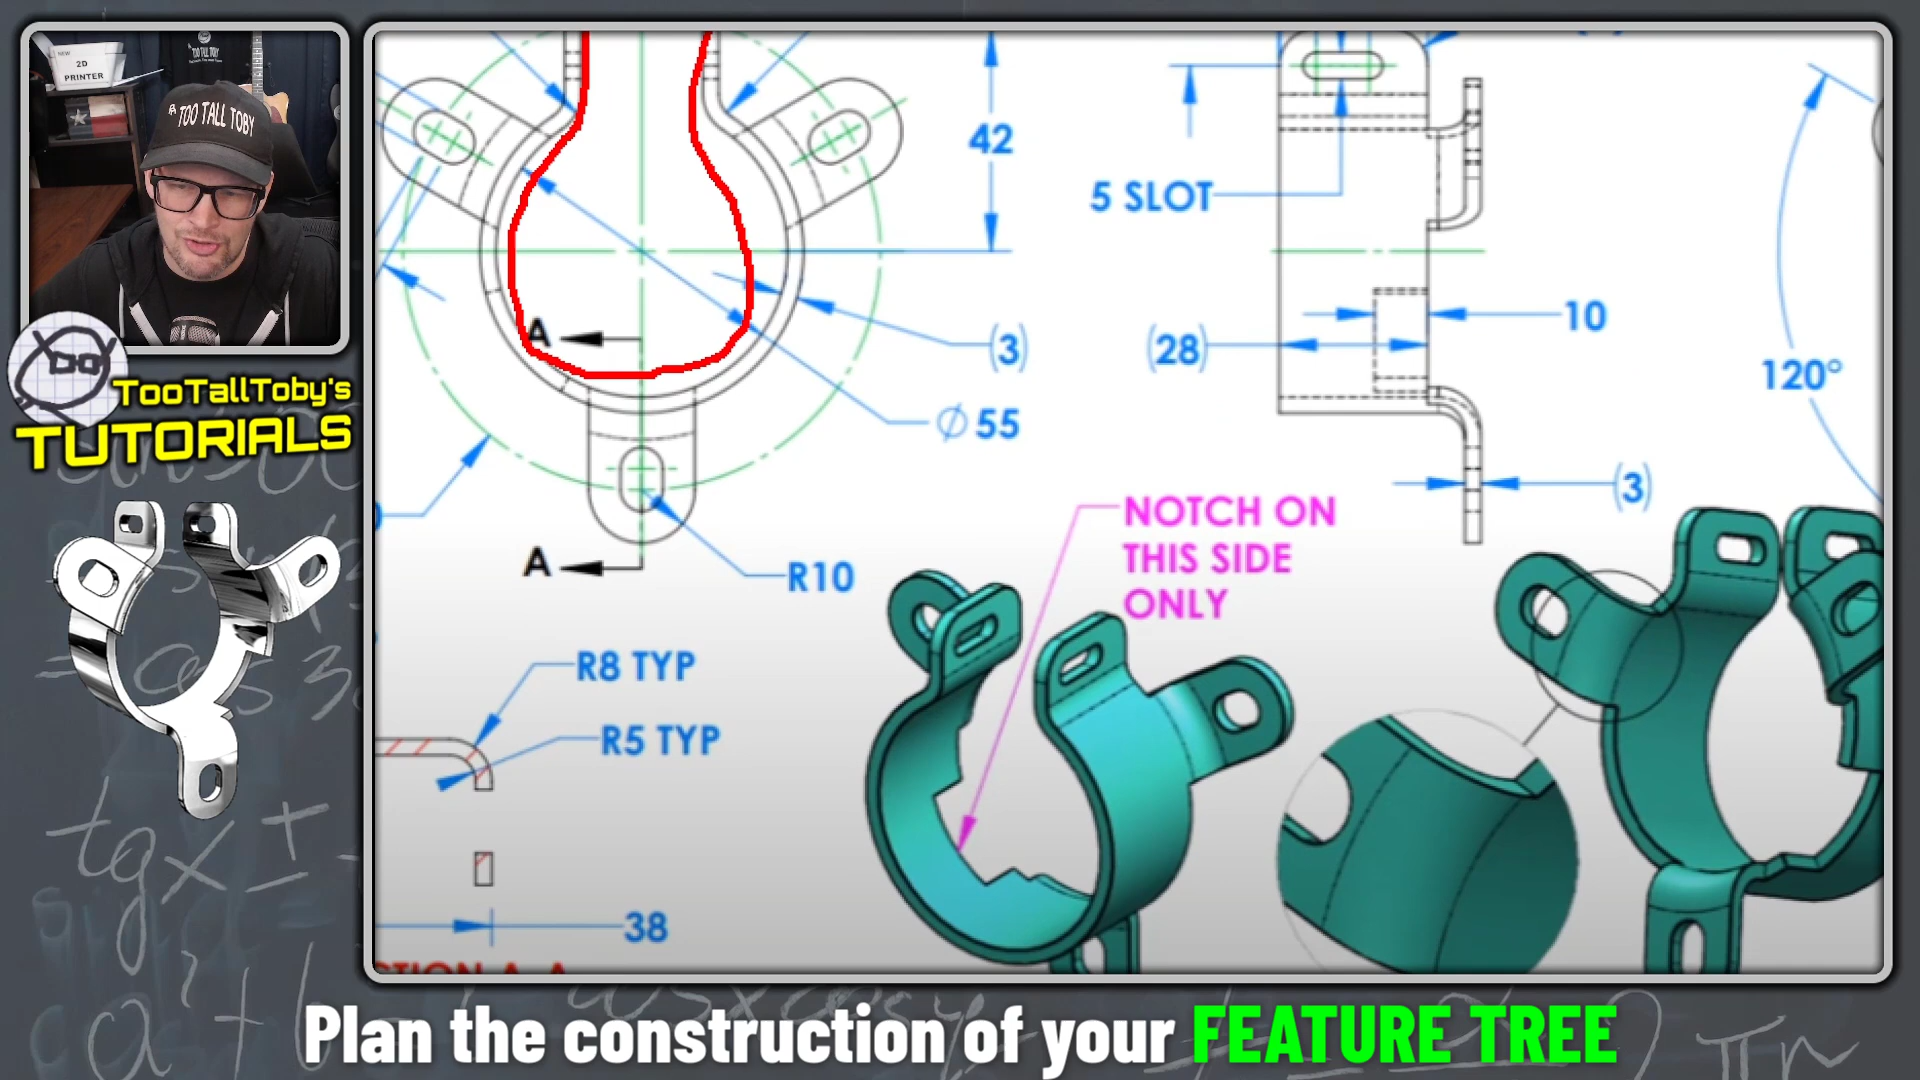 NEW
2D
PRINTER
TOO TALL TOBY
TooTallToby's
TUTORIALS
42
5 SLOT
10
(28)
(3)
Ø 55
A
A
R10
(3)
120°
NOTCH ON
THIS SIDE
ONLY
R8 TYP
R5 TYP
38
Plan the construction of your FEATURE TREE